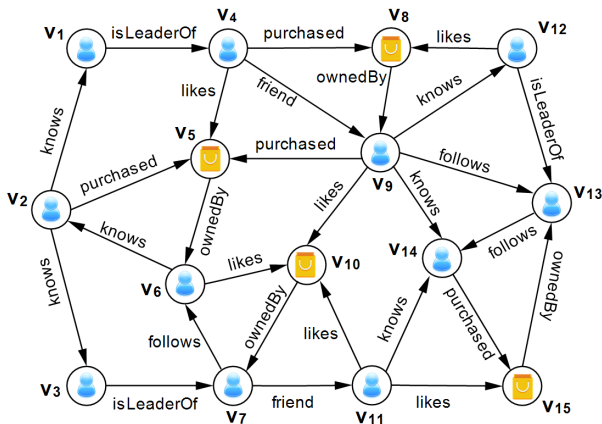 V1 isLeaderOf V4 purchased V8 likes V12
ownedBy
knows likes friend knows isLeaderOf
V5 purchased
purchased V9 follows
V2 likes knows V13
ownedBy
knows V10 V14 follows
knows V6 likes
ownedBy ownedBy
follows likes knows purchased
V3 isLeaderOf V7 friend V11 likes V15